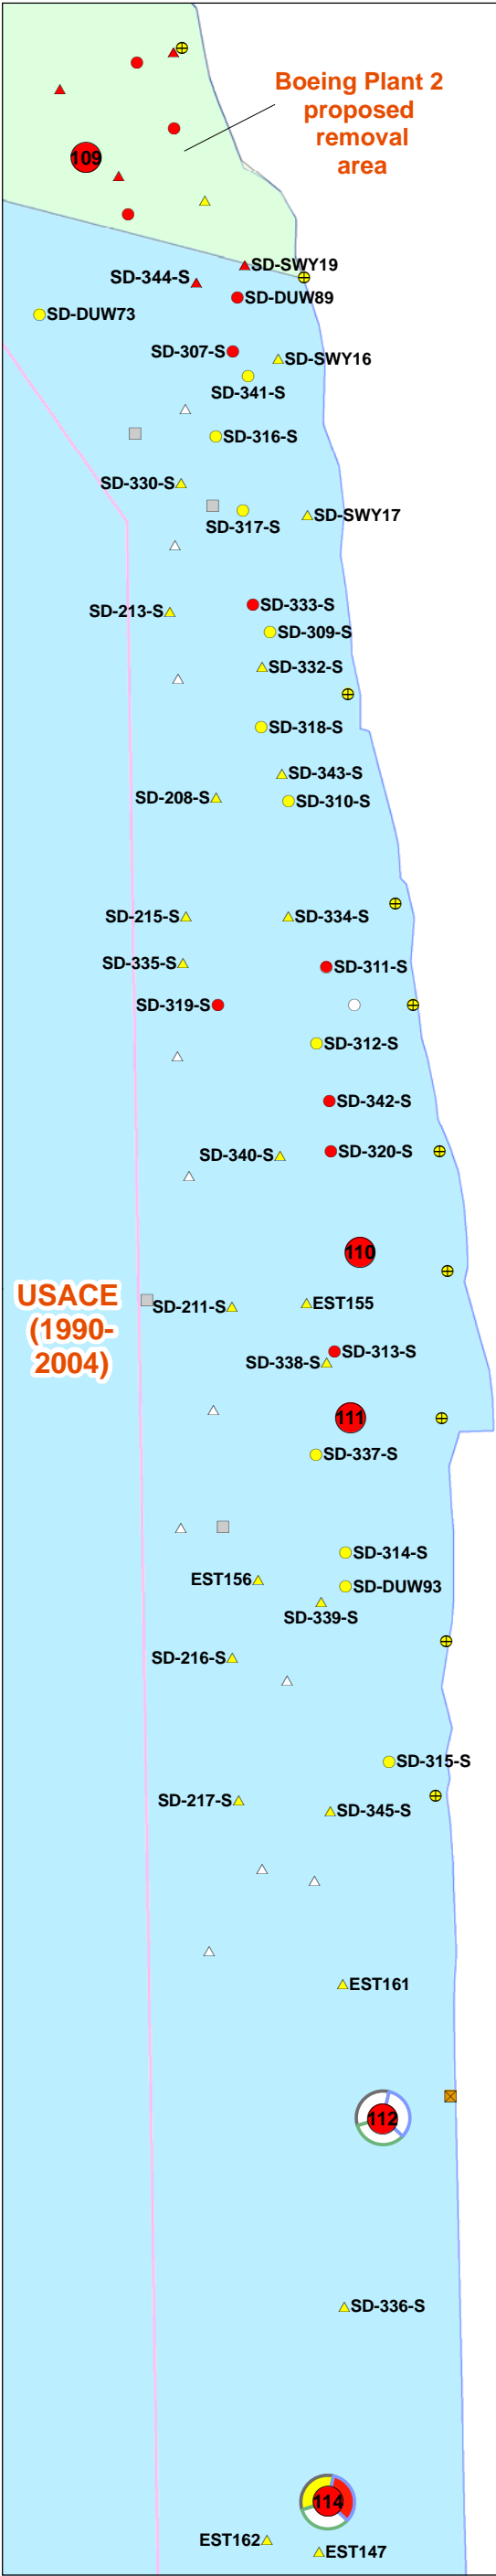 Boeing Plant 2
proposed
removal
area
109
SD-SWY19
SD-344-S
SD-DUW89
SD-DUW73
SD-307-S
SD-SWY16
SD-341-S
SD-316-S
SD-330-S
SD-SWY17
SD-317-S
SD-333-S
SD-213-S
SD-309-S
SD-332-S
SD-318-S
SD-343-S
SD-208-S
SD-310-S
SD-215-S
SD-334-S
SD-335-S
SD-311-S
SD-319-S
SD-312-S
SD-342-S
SD-320-S
SD-340-S
110
USACE
(1990-
2004)
SD-211-S
EST155
SD-313-S
SD-338-S
111
SD-337-S
SD-314-S
EST156
SD-DUW93
SD-339-S
SD-216-S
SD-315-S
SD-217-S
SD-345-S
EST161
112
SD-336-S
114
EST162
EST147